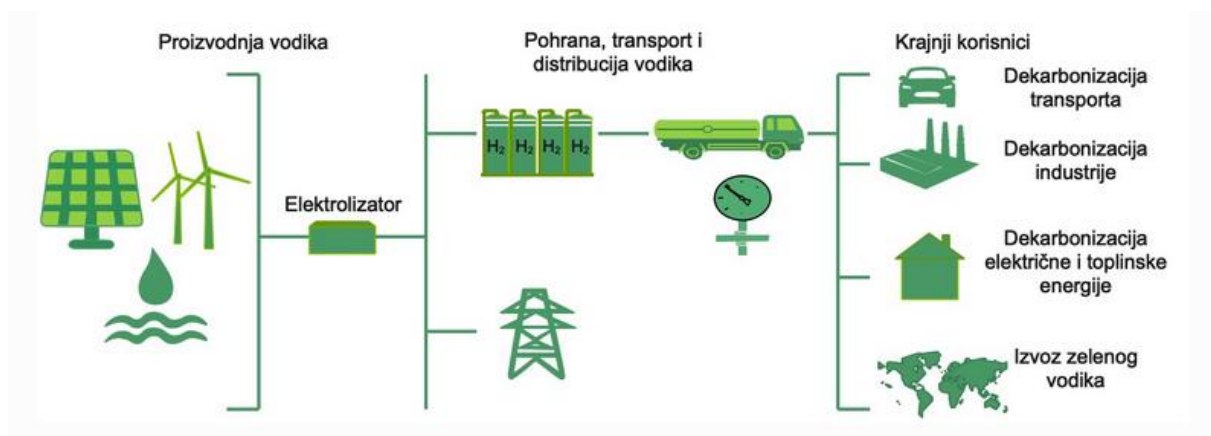 Proizvodnja vodika
Elektrolizator
Pohrana, transport i
distribucija vodika
H₂ H₂ H₂ H₂
Krajnji korisnici
Dekarbonizacija
transporta
Dekarbonizacija
industrije
Dekarbonizacija
električne i toplinske
energije
Izvoz zelenog
vodika